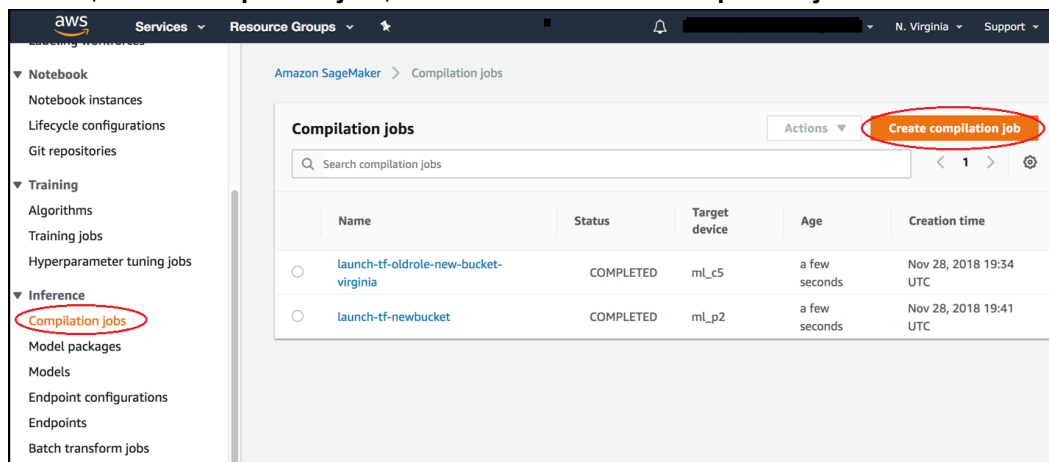 aws
Services
Resource Groups
N. Virginia
Support
Notebook
Notebook instances
Lifecycle configurations
Git repositories
Training
Algorithms
Training jobs
Hyperparameter tuning jobs
Inference
Compilation jobs
Model packages
Models
Endpoint configurations
Endpoints
Batch transform jobs
Amazon SageMaker > Compilation jobs
Compilation jobs
Actions
Create compilation job
Search compilation jobs
< 1 >
Name Status Target device Age Creation time
launch-tf-oldrole-new-bucket-
virginia
COMPLETED
ml_c5
a few
seconds
Nov 28, 2018 19:34
UTC
launch-tf-newbucket
COMPLETED
ml_p2
a few
seconds
Nov 28, 2018 19:41
UTC